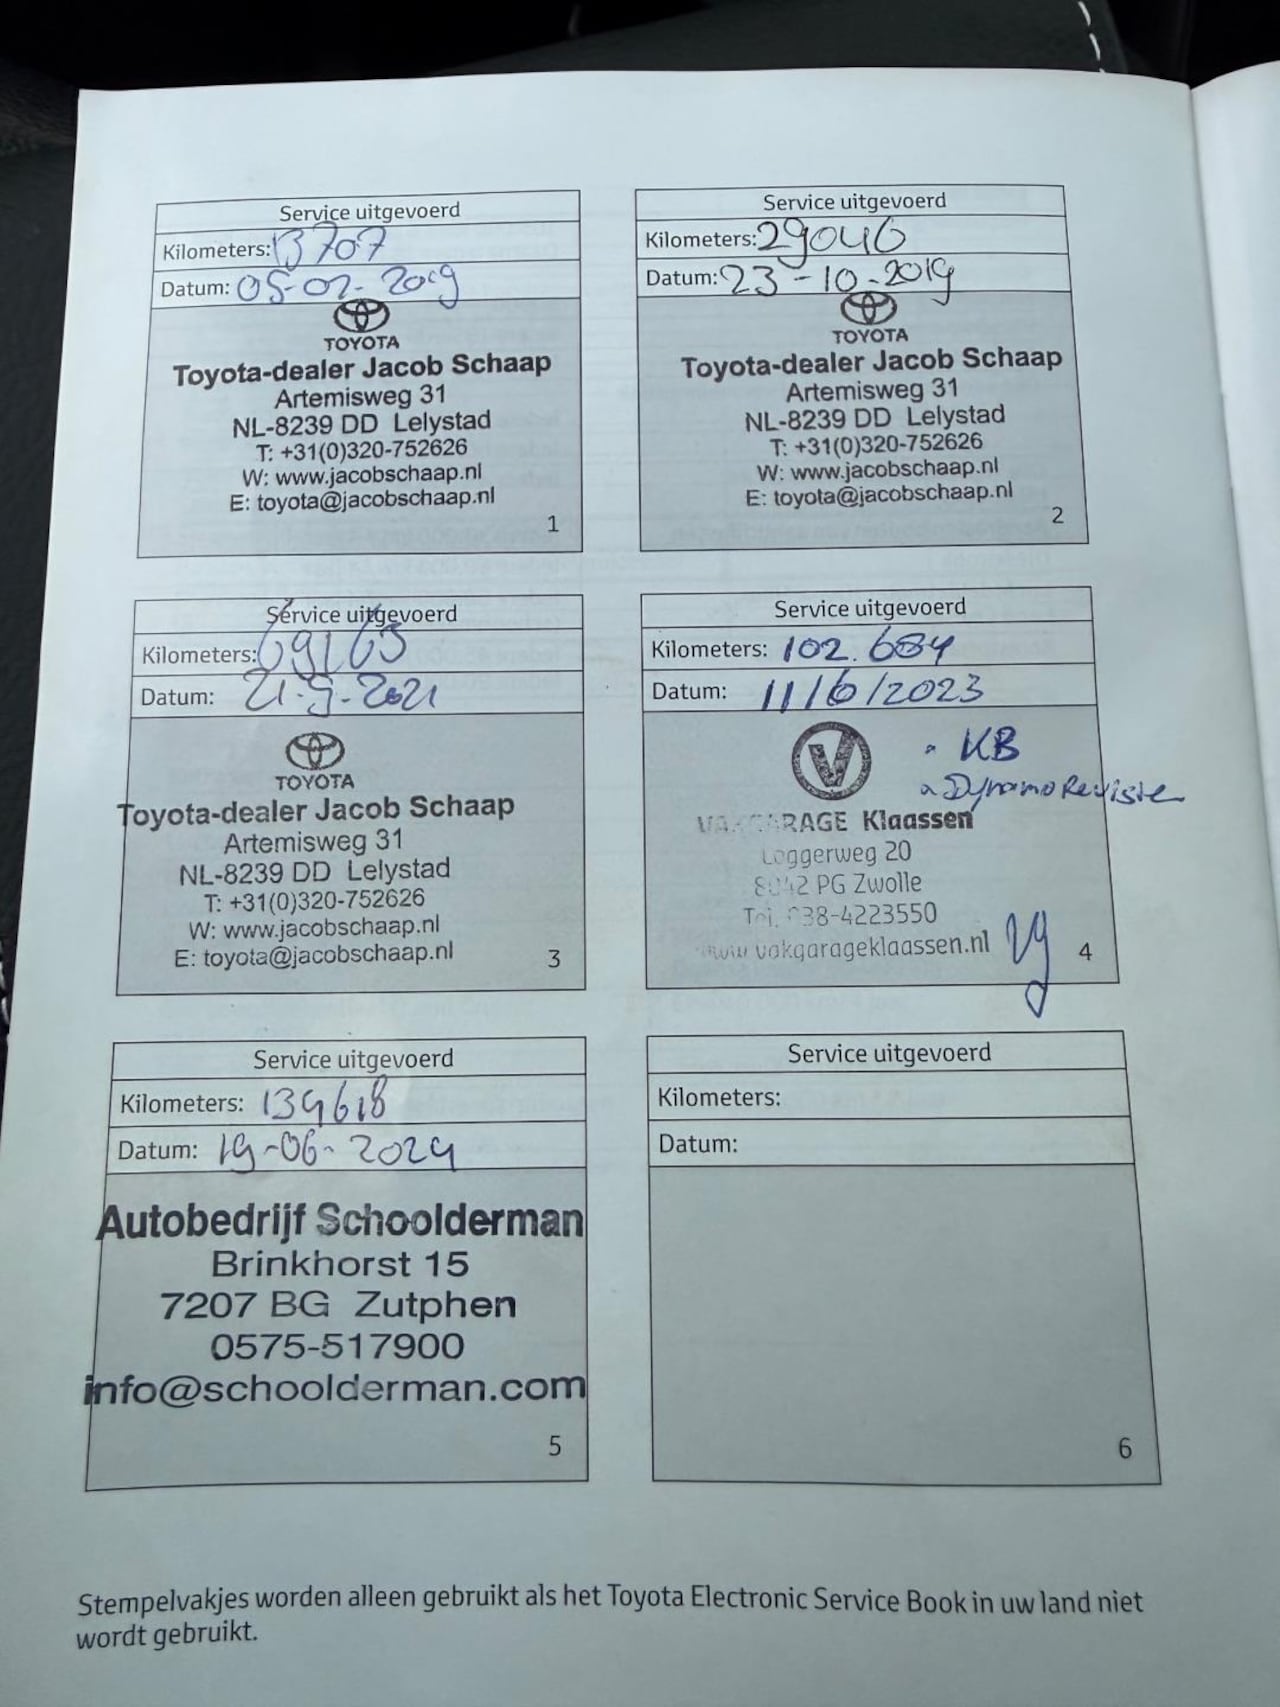 Service uitgevoerd
Kilometers: 13707
Datum: 05-02-2019
TOYOTA
Toyota-dealer Jacob Schaap
Artemisweg 31
NL-8239 DD Lelystad
T: +31(0)320-752626
W: www.jacobschaap.nl
E: toyota@jacobschaap.nl
1
Service uitgevoerd
Kilometers: 29046
Datum: 23-10-2019
TOYOTA
Toyota-dealer Jacob Schaap
Artemisweg 31
NL-8239 DD Lelystad
T: +31(0)320-752626
W: www.jacobschaap.nl
E: toyota@jacobschaap.nl
2
Service uitgevoerd
Kilometers: 69163
Datum: 21-9-2021
TOYOTA
Toyota-dealer Jacob Schaap
Artemisweg 31
NL-8239 DD Lelystad
T: +31(0)320-752626
W: www.jacobschaap.nl
E: toyota@jacobschaap.nl
3
Service uitgevoerd
Kilometers: 102.684
Datum: 11/6/2023
KB
Dynamo Revisie
VAKGARAGE Klaassen
Loggerweg 20
8042 PG Zwolle
Tel. 038-4223550
www.vakgarageklaassen.nl
4
Service uitgevoerd
Kilometers: 139618
Datum: 19-06-2024
Autobedrijf Schoolderman
Brinkhorst 15
7207 BG Zutphen
0575-517900
info@schoolderman.com
5
Service uitgevoerd
Kilometers:
Datum:
6
Stempelvakjes worden alleen gebruikt als het Toyota Electronic Service Book in uw land niet
wordt gebruikt.